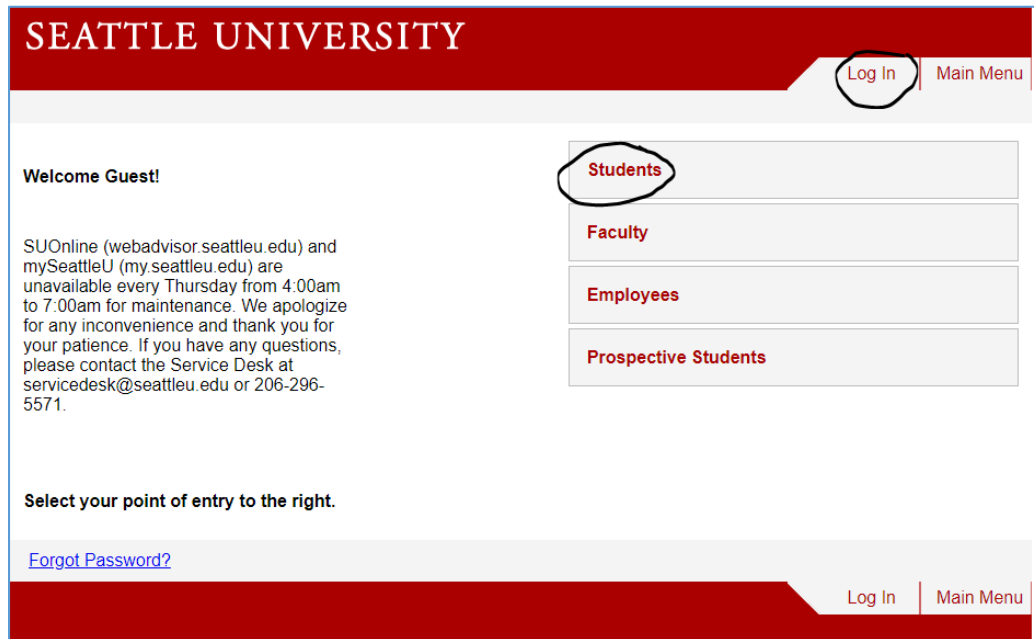 SEATTLE UNIVERSITY
Log In
Main Menu
Welcome Guest!
SUOnline (webadvisor.seattleu.edu) and
mySeattleU (my.seattleu.edu) are
unavailable every Thursday from 4:00am
to 7:00am for maintenance. We apologize
for any inconvenience and thank you for
your patience. If you have any questions,
please contact the Service Desk at
servicedesk@seattleu.edu or 206-296-
5571.
Select your point of entry to the right.
Students
Faculty
Employees
Prospective Students
Forgot Password?
Log In
Main Menu